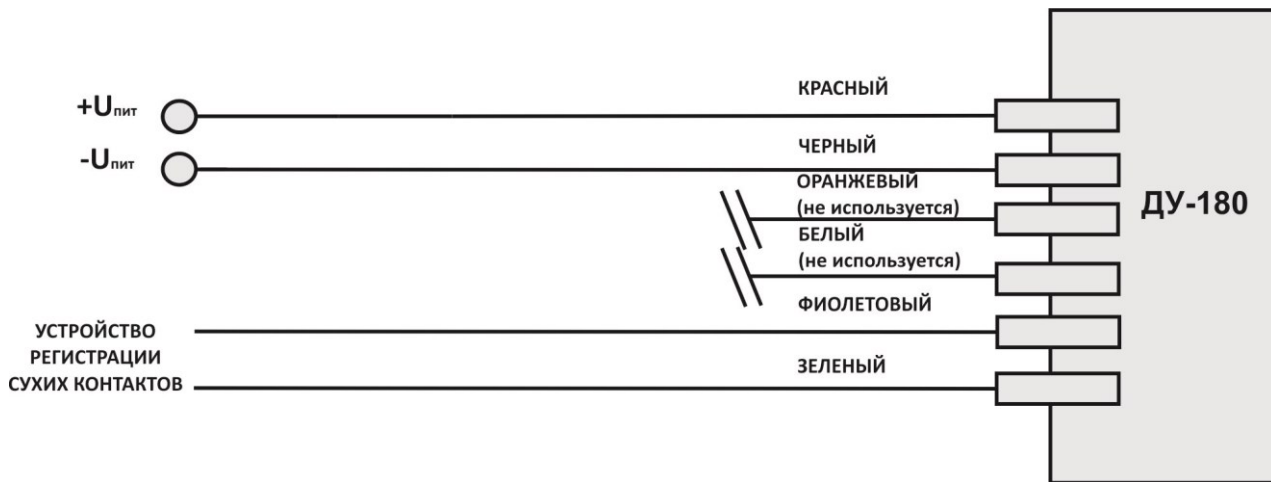 КРАСНЫЙ
+Uпит
ЧЕРНЫЙ
-Uпит
ОРАНЖЕВЫЙ
(не используется)
ДУ-180
БЕЛЫЙ
(не используется)
ФИОЛЕТОВЫЙ
УСТРОЙСТВО
РЕГИСТРАЦИИ
СУХИХ КОНТАКТОВ
ЗЕЛЕНЫЙ